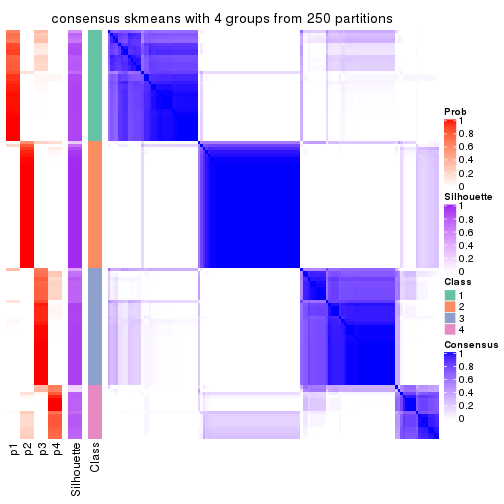 consensus skmeans with 4 groups from 250 partitions
Prob
1
0.8
0.6
0.4
0.2
0
Silhouette
1
0.8
0.6
0.4
0.2
0
Class
1
2
3
4
Consensus
1
0.8
0.6
0.4
0.2
0
p1
p2
p3
p4
Silhouette
Class